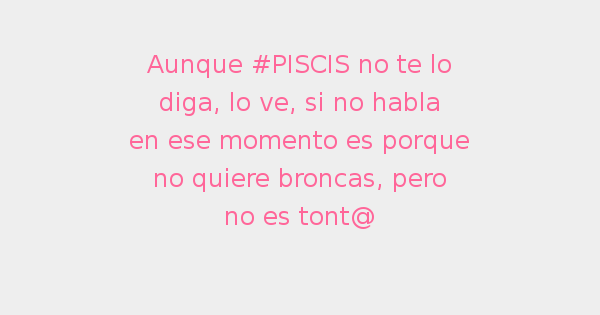 Aunque #PISCIS no te lo
diga, lo ve, si no habla
en ese momento es porque
no quiere broncas, pero
no es tont@